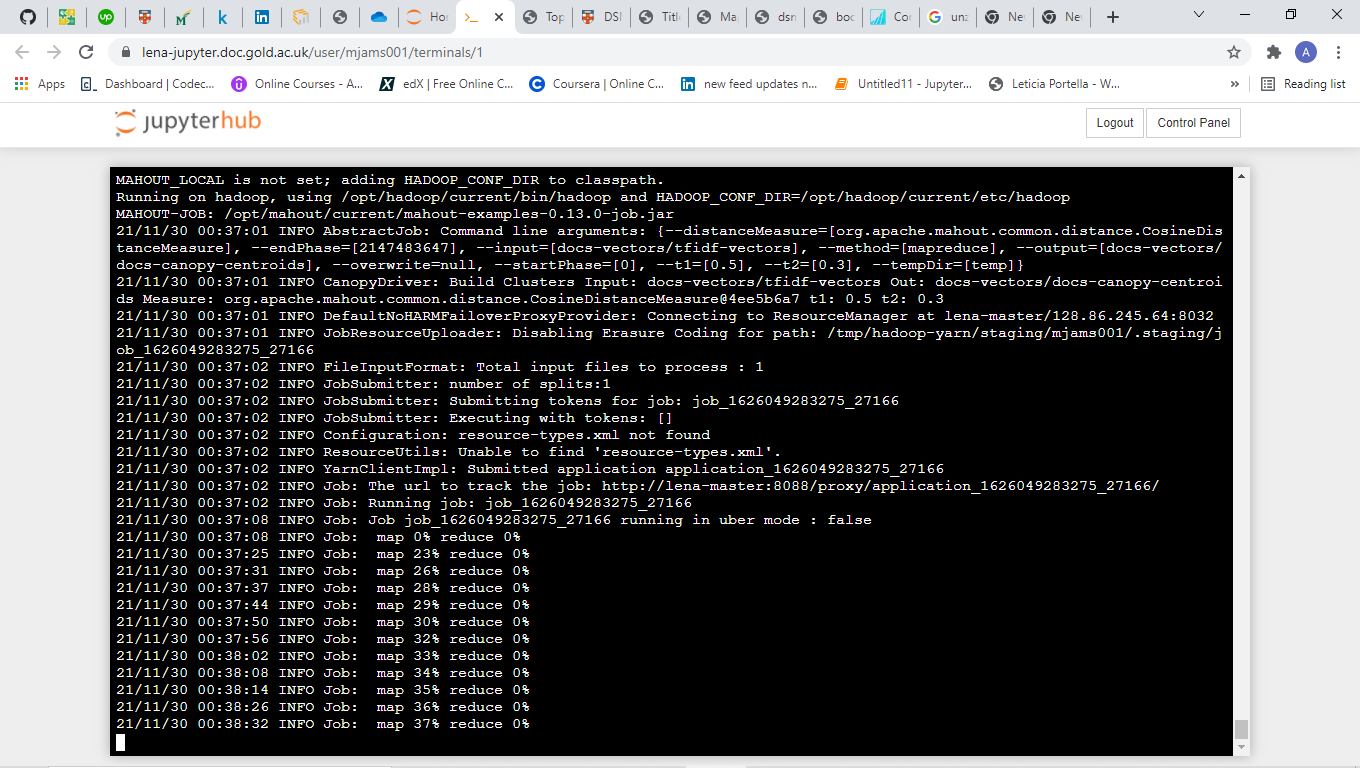 Ho
Top
DSI
Title
Ma
dsn
boc
Co
unz
Ne
Ne
lena-jupyter.doc.gold.ac.uk/user/mjams001/terminals/1
A
Apps
Dashboard | Codec...
Online Courses - A...
edX | Free Online C...
Coursera | Online C...
new feed updates n...
Untitled11 - Jupyter...
Leticia Portella - W...
»
Reading list
jupyterhub
Logout
Control Panel
MAHOUT_LOCAL is not set; adding HADOOP_CONF_DIR to classpath.
Running on hadoop, using /opt/hadoop/current/bin/hadoop and HADOOP_CONF_DIR=/opt/hadoop/current/etc/hadoop
MAHOUT-JOB: /opt/mahout/current/mahout-examples-0.13.0-job.jar
21/11/30 00:37:01 INFO AbstractJob: Command line arguments: {--distanceMeasure=[org.apache.mahout.common.distance.CosineDis
tanceMeasure], --endPhase=[2147483647], --input=[docs-vectors/tfidf-vectors], --method=[mapreduce], --output=[docs-vectors/
docs-canopy-centroids], --overwrite=null, --startPhase=[0], --t1=[0.5], --t2=[0.3], --tempDir=[temp]}
21/11/30 00:37:01 INFO CanopyDriver: Build Clusters Input: docs-vectors/tfidf-vectors Out: docs-vectors/docs-canopy-centroi
ds Measure: org.apache.mahout.common.distance.CosineDistanceMeasure@4ee5b6a7 t1: 0.5 t2: 0.3
21/11/30 00:37:01 INFO DefaultNoHARMFailoverProxyProvider: Connecting to ResourceManager at lena-master/128.86.245.64:8032
21/11/30 00:37:01 INFO JobResourceUploader: Disabling Erasure Coding for path: /tmp/hadoop-yarn/staging/mjams001/.staging/j
ob_1626049283275_27166
21/11/30 00:37:02 INFO FileInputFormat: Total input files to process : 1
21/11/30 00:37:02 INFO JobSubmitter: number of splits:1
21/11/30 00:37:02 INFO JobSubmitter: Submitting tokens for job: job_1626049283275_27166
21/11/30 00:37:02 INFO JobSubmitter: Executing with tokens: []
21/11/30 00:37:02 INFO Configuration: resource-types.xml not found
21/11/30 00:37:02 INFO ResourceUtils: Unable to find 'resource-types.xml'.
21/11/30 00:37:02 INFO YarnClientImpl: Submitted application application_1626049283275_27166
21/11/30 00:37:02 INFO Job: The url to track the job: http://lena-master:8088/proxy/application_1626049283275_27166/
21/11/30 00:37:02 INFO Job: Running job: job_1626049283275_27166
21/11/30 00:37:08 INFO Job: Job job_1626049283275_27166 running in uber mode : false
21/11/30 00:37:08 INFO Job:  map 0% reduce 0%
21/11/30 00:37:25 INFO Job:  map 23% reduce 0%
21/11/30 00:37:31 INFO Job:  map 26% reduce 0%
21/11/30 00:37:37 INFO Job:  map 28% reduce 0%
21/11/30 00:37:44 INFO Job:  map 29% reduce 0%
21/11/30 00:37:50 INFO Job:  map 30% reduce 0%
21/11/30 00:37:56 INFO Job:  map 32% reduce 0%
21/11/30 00:38:02 INFO Job:  map 33% reduce 0%
21/11/30 00:38:08 INFO Job:  map 34% reduce 0%
21/11/30 00:38:14 INFO Job:  map 35% reduce 0%
21/11/30 00:38:26 INFO Job:  map 36% reduce 0%
21/11/30 00:38:32 INFO Job:  map 37% reduce 0%